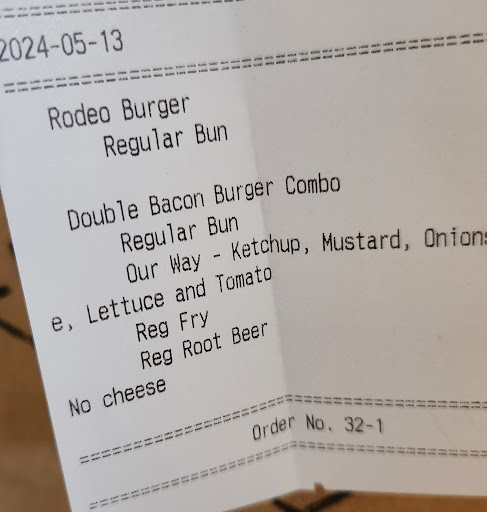 2024-05-13
Rodeo Burger
Regular Bun
Double Bacon Burger Combo
Regular Bun
Our Way - Ketchup, Mustard, Onions
e, Lettuce and Tomato
Reg Fry
Reg Root Beer
No cheese
Order No. 32-1